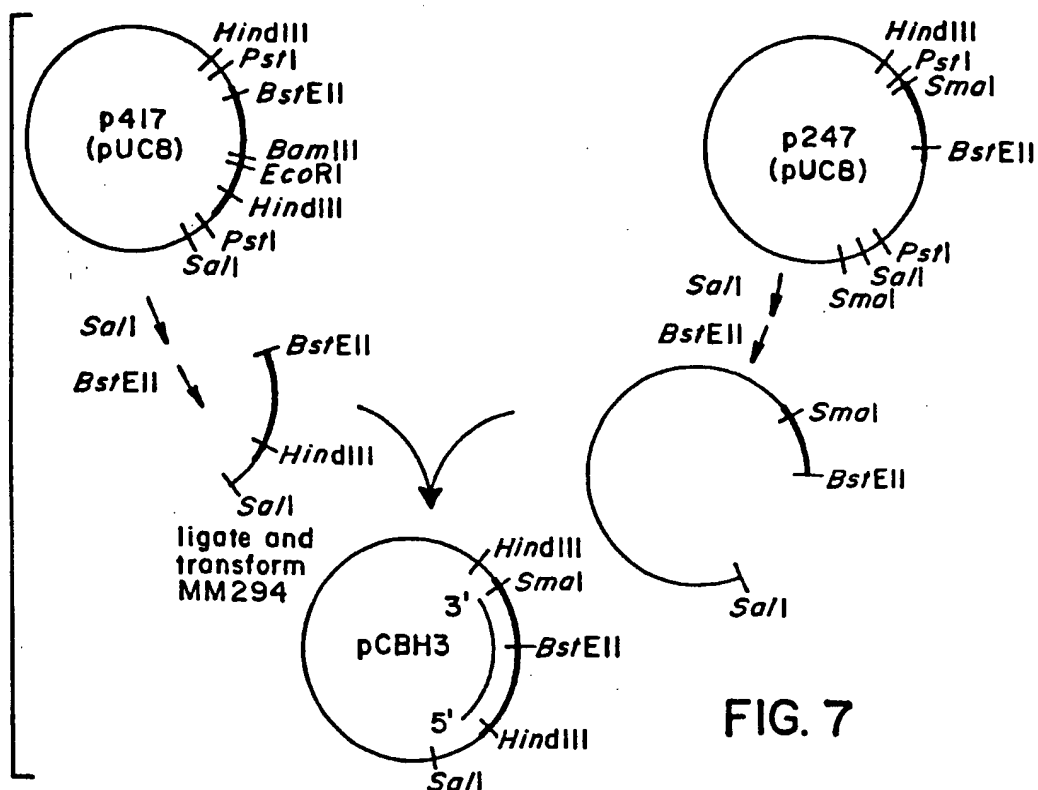 HindIII
PstI
BstEII
p417
(pUC8)
BamIII
EcoRI
HindIII
PstI
SalI
SalI
BstEII
BstEII
HindIII
SalI
ligate and
transform
MM294
HindIII
PstI
SmaI
p247
(pUC8)
BstEII
PstI
SalI
SmaI
SalI
BstEII
SmaI
BstEII
SalI
HindIII
SmaI
3'
pCBH3
BstEII
5'
HindIII
SalI
FIG. 7